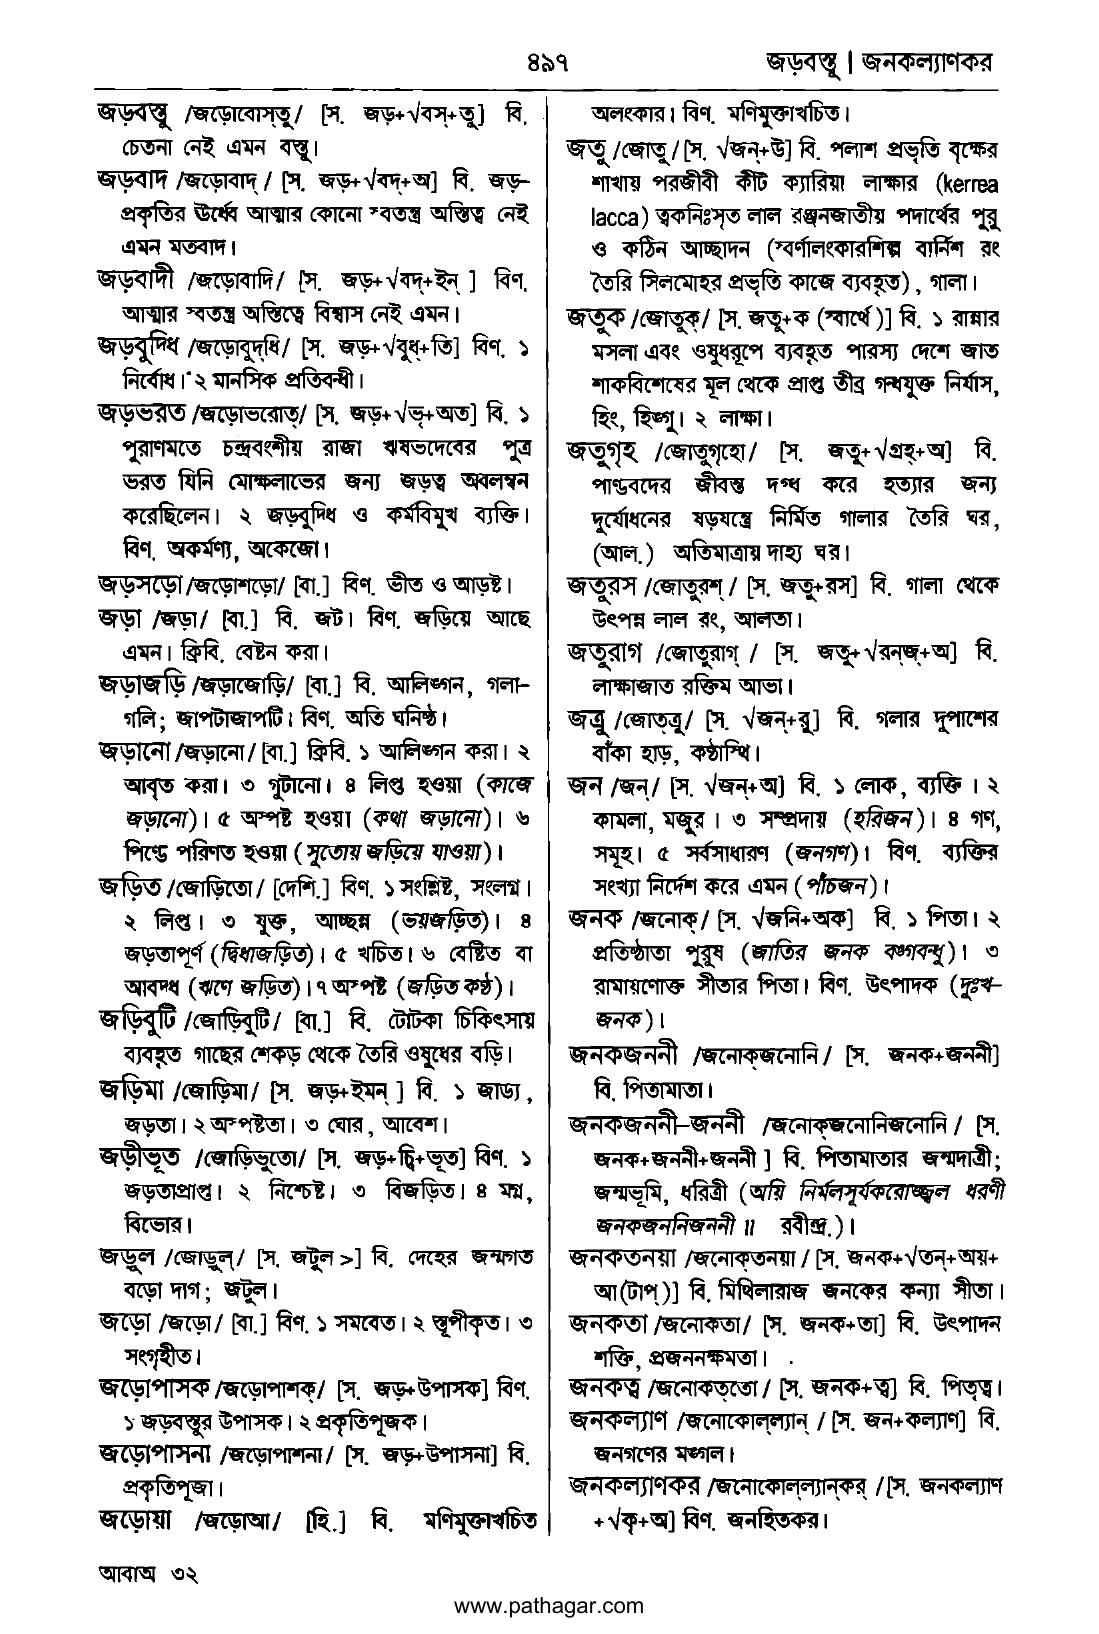 ৪৯৭
জড়বস্তু | জনকল্যাণকর
জড়বস্তু /জড়োবোস্‌তু/ [স. জড়+√বস্‌+তু] বি.
চেতনা নেই এমন বস্তু।
জড়বাদ /জড়োবাদ্‌/ [স. জড়+√বদ্‌+অ] বি. জড়-
প্রকৃতির ঊর্ধ্বে আত্মার কোনো স্বতন্ত্র অস্তিত্ব নেই
এমন মতবাদ।
জড়বাদী /জড়োবাদি/ [স. জড়+√বদ্‌+ইন্‌] বিণ.
আত্মার স্বতন্ত্র অস্তিত্বে বিশ্বাস নেই এমন।
জড়বুদ্ধি /জড়োবুদ্‌ধি/ [স. জড়+√বুধ্‌+তি] বিণ. ১
নির্বোধ। ২ মানসিক প্রতিবন্ধী।
জড়ভরত /জড়োভরোত্‌/ [স. জড়+√ভৃ+অত] বি. ১
পুরাণমতে চন্দ্রবংশীয় রাজা ঋষভদেবের পুত্র
ভরত যিনি মোক্ষলাভের জন্য জড়ত্ব অবলম্বন
করেছিলেন। ২ জড়বুদ্ধি ও কর্মবিমুখ ব্যক্তি।
বিণ. অকর্মণ্য, অকেজো।
জড়সড়ো /জড়োশড়ো/ [বা.] বিণ. ভীত ও আড়ষ্ট।
জড়া /জড়া/ [বা.] বি. জট। বিণ. জড়িয়ে আছে
এমন। ক্রিবি. বেষ্টন করা।
জড়াজড়ি /জড়াজোড়ি/ [বা.] বি. আলিঙ্গন, গলা-
গলি; জাপটাজাপটি। বিণ. অতি ঘনিষ্ঠ।
জড়ানো /জড়ানো/ [বা.] ক্রিবি. ১ আলিঙ্গন করা। ২
আবৃত করা। ৩ গুটানো। ৪ লিপ্ত হওয়া (কাজে
জড়ানো)। ৫ অস্পষ্ট হওয়া (কথা জড়ানো)। ৬
পিণ্ডে পরিণত হওয়া (সুতোয় জড়িয়ে যাওয়া)।
জড়িত /জোড়িতো/ [দেশি.] বিণ. ১ সংশ্লিষ্ট, সংলগ্ন।
২ লিপ্ত। ৩ যুক্ত, আচ্ছন্ন (ভয়জড়িত)। ৪
জড়তাপূর্ণ (দ্বিধাজড়িত)। ৫ খচিত। ৬ বেষ্টিত বা
আবদ্ধ (ঋণে জড়িত)। ৭ অস্পষ্ট (জড়িত কণ্ঠ)।
জড়িবুটি /জোড়িবুটি/ [বা.] বি. টোটকা চিকিৎসায়
ব্যবহৃত গাছের শেকড় থেকে তৈরি ওষুধের বড়ি।
জড়িমা /জোড়িমা/ [স. জড়+ইমন্‌] বি. ১ জাড্য,
জড়তা। ২ অস্পষ্টতা। ৩ ঘোর, আবেশ।
জড়ীভূত /জোড়িভুতো/ [স. জড়+চ্বি+ভূত] বিণ. ১
জড়তাপ্রাপ্ত। ২ নিশ্চেষ্ট। ৩ বিজড়িত। ৪ মগ্ন,
বিভোর।
জড়ুল /জোড়ুল্‌/ [স. জটুল >] বি. দেহের জন্মগত
বড়ো দাগ; জটুল।
জড়ো /জড়ো/ [বা.] বিণ. ১ সমবেত। ২ স্তূপীকৃত। ৩
সংগৃহীত।
জড়োপাসক /জড়োপাশক্‌/ [স. জড়+উপাসক] বিণ.
১ জড়বস্তুর উপাসক। ২ প্রকৃতিপূজক।
জড়োপাসনা /জড়োপাশনা/ [স. জড়+উপাসনা] বি.
প্রকৃতিপূজা।
জড়োয়া /জড়োআ/ [হি.] বি. মণিমুক্তাখচিত
অলংকার। বিণ. মণিমুক্তাখচিত।
জতু /জোতু/ [স. √জন্‌+উ] বি. পলাশ প্রভৃতি বৃক্ষের
শাখায় পরজীবী কীট ক্যারিয়া লাক্ষার (kerrea
lacca) ত্বকনিঃসৃত লাল রঞ্জনজাতীয় পদার্থের পুরু
ও কঠিন আচ্ছাদন (স্বর্ণালংকারশিল্প বার্নিশ রং
তৈরি সিলমোহর প্রভৃতি কাজে ব্যবহৃত), গালা।
জতুক /জোতুক্‌/ [স. জতু+ক (স্বার্থে)] বি. ১ রান্নার
মসলা এবং ওষুধরূপে ব্যবহৃত পারস্য দেশে জাত
শাকবিশেষের মূল থেকে প্রাপ্ত তীব্র গন্ধযুক্ত নির্যাস,
হিং, হিঙ্গু। ২ লাক্ষা।
জতুগৃহ /জোতুগৃহো/ [স. জতু+√গ্রহ্‌+অ] বি.
পাণ্ডবদের জীবন্ত দগ্ধ করে হত্যার জন্য
দুর্যোধনের ষড়যন্ত্রে নির্মিত গালার তৈরি ঘর,
(আল.) অতিমাত্রায় দাহ্য ঘর।
জতুরস /জোতুরশ্‌/ [স. জতু+রস] বি. গালা থেকে
উৎপন্ন লাল রং, আলতা।
জতুরাগ /জোতুরাগ্‌/ [স. জতু+√রন্‌জ্‌+অ] বি.
লাক্ষাজাত রক্তিম আভা।
জত্রু /জোত্‌ত্রু/ [স. √জন্‌+রু] বি. গলার দুপাশের
বাঁকা হাড়, কণ্ঠাস্থি।
জন /জন্‌/ [স. √জন্‌+অ] বি. ১ লোক, ব্যক্তি। ২
কামলা, মজুর। ৩ সম্প্রদায় (হরিজন)। ৪ গণ,
সমূহ। ৫ সর্বসাধারণ (জনগণ)। বিণ. ব্যক্তির
সংখ্যা নির্দেশ করে এমন (পাঁচজন)।
জনক /জনোক্‌/ [স. √জনি+অক] বি. ১ পিতা। ২
প্রতিষ্ঠাতা পুরুষ (জাতির জনক বঙ্গবন্ধু)। ৩
রামায়ণোক্ত সীতার পিতা। বিণ. উৎপাদক (দুঃখ-
জনক)।
জনকজননী /জনোক্‌জনোনি/ [স. জনক+জননী]
বি. পিতামাতা।
জনকজননী-জননী /জনোক্‌জনোনিজনোনি/ [স.
জনক+জননী+জননী] বি. পিতামাতার জন্মদাত্রী;
জন্মভূমি, ধরিত্রী (অয়ি নির্মলসূর্যকরোজ্জ্বল ধরণী
জনকজননিজননী ॥ রবীন্দ্র.)।
জনকতনয়া /জনোক্‌তনয়া/ [স. জনক+√তন্‌+অয়+
আ(টাপ্‌)] বি. মিথিলারাজ জনকের কন্যা সীতা।
জনকতা /জনোকতা/ [স. জনক+তা] বি. উৎপাদন
শক্তি, প্রজননক্ষমতা।
জনকত্ব /জনোকত্‌তো/ [স. জনক+ত্ব] বি. পিতৃত্ব।
জনকল্যাণ /জনোকোল্‌ল্যান্‌/ [স. জন+কল্যাণ] বি.
জনগণের মঙ্গল।
জনকল্যাণকর /জনোকোল্‌ল্যান্‌কর্‌/ [স. জনকল্যাণ
+√কৃ+অ] বিণ. জনহিতকর।
আবাঅ ৩২
www.pathagar.com